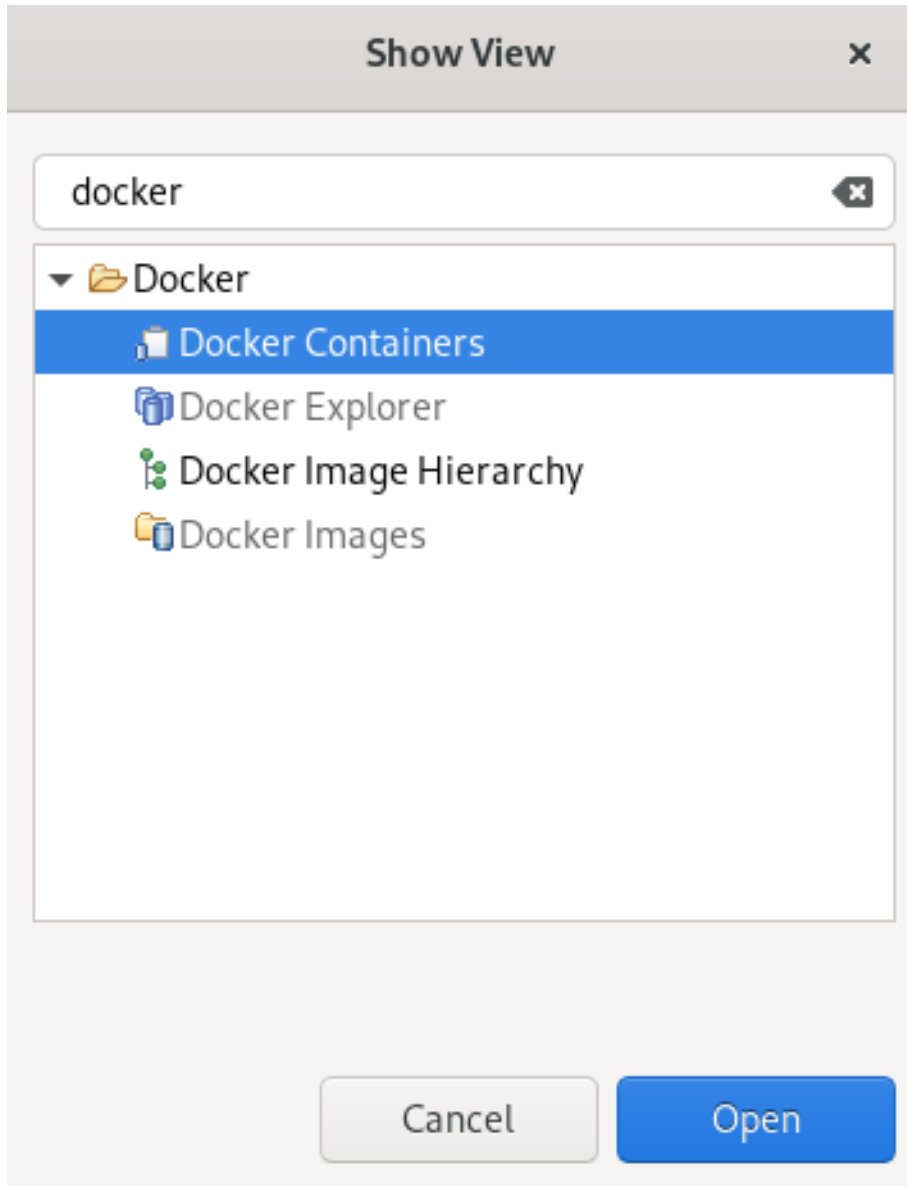 Show View
docker
Docker
Docker Containers
Docker Explorer
Docker Image Hierarchy
Docker Images
Cancel
Open